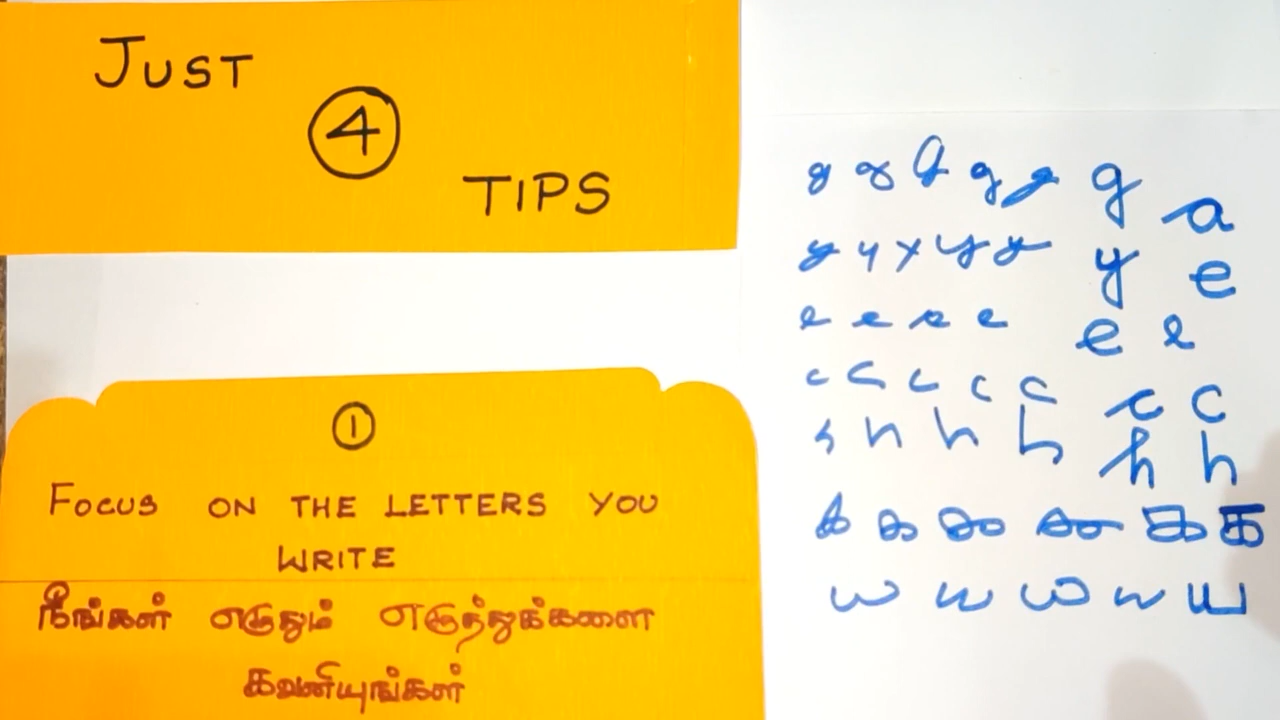 JUST
4
TIPS
1
FOCUS ON THE LETTERS YOU
WRITE
நீங்கள் எழுதும் எழுத்துக்களை
கவனியுங்கள்
g g g g g g a
y y x y y y e
e e e e e e
c c c c c c c
h h h h h h
க க க க க க
ய ய ய ய ய